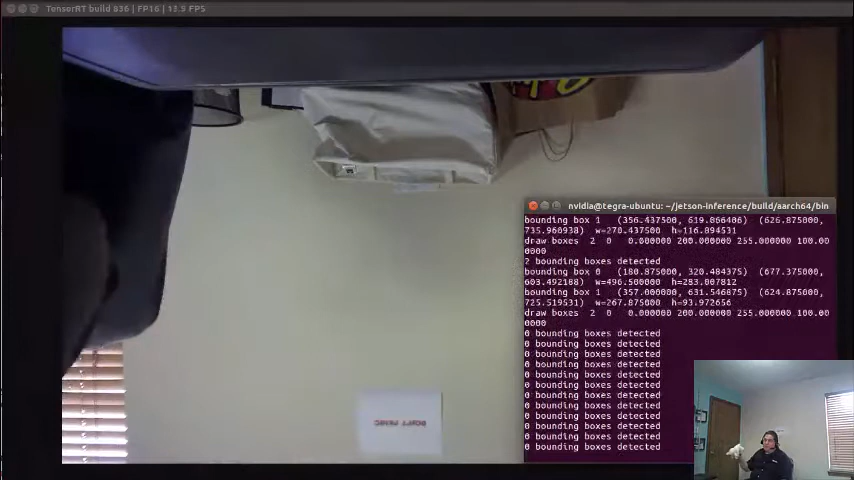 TensorRT build 836 | FP16 | 13.9 FPS
nvidia@tegra-ubuntu: ~/jetson-inference/build/aarch64/bin
bounding box 1 (356.437500, 619.066406) (626.875000,
735.960938) w=270.437500 h=116.894531
draw boxes 2 0 0.000000 200.000000 255.000000 100.00
0000
2 bounding boxes detected
bounding box 0 (180.875000, 320.484375) (677.375000,
603.492188) w=496.500000 h=283.007812
bounding box 1 (357.000000, 631.546875) (624.875000,
725.519531) w=267.875000 h=93.972656
draw boxes 2 0 0.000000 200.000000 255.000000 100.00
0000
0 bounding boxes detected
0 bounding boxes detected
0 bounding boxes detected
0 bounding boxes detected
0 bounding boxes detected
0 bounding boxes detected
0 bounding boxes detected
0 bounding boxes detected
0 bounding boxes detected
0 bounding boxes detected
0 bounding boxes detected
0 bounding boxes detected